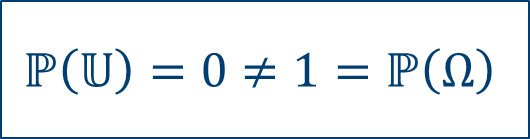 ℙ(𝕌) = 0 ≠ 1 = ℙ(Ω)